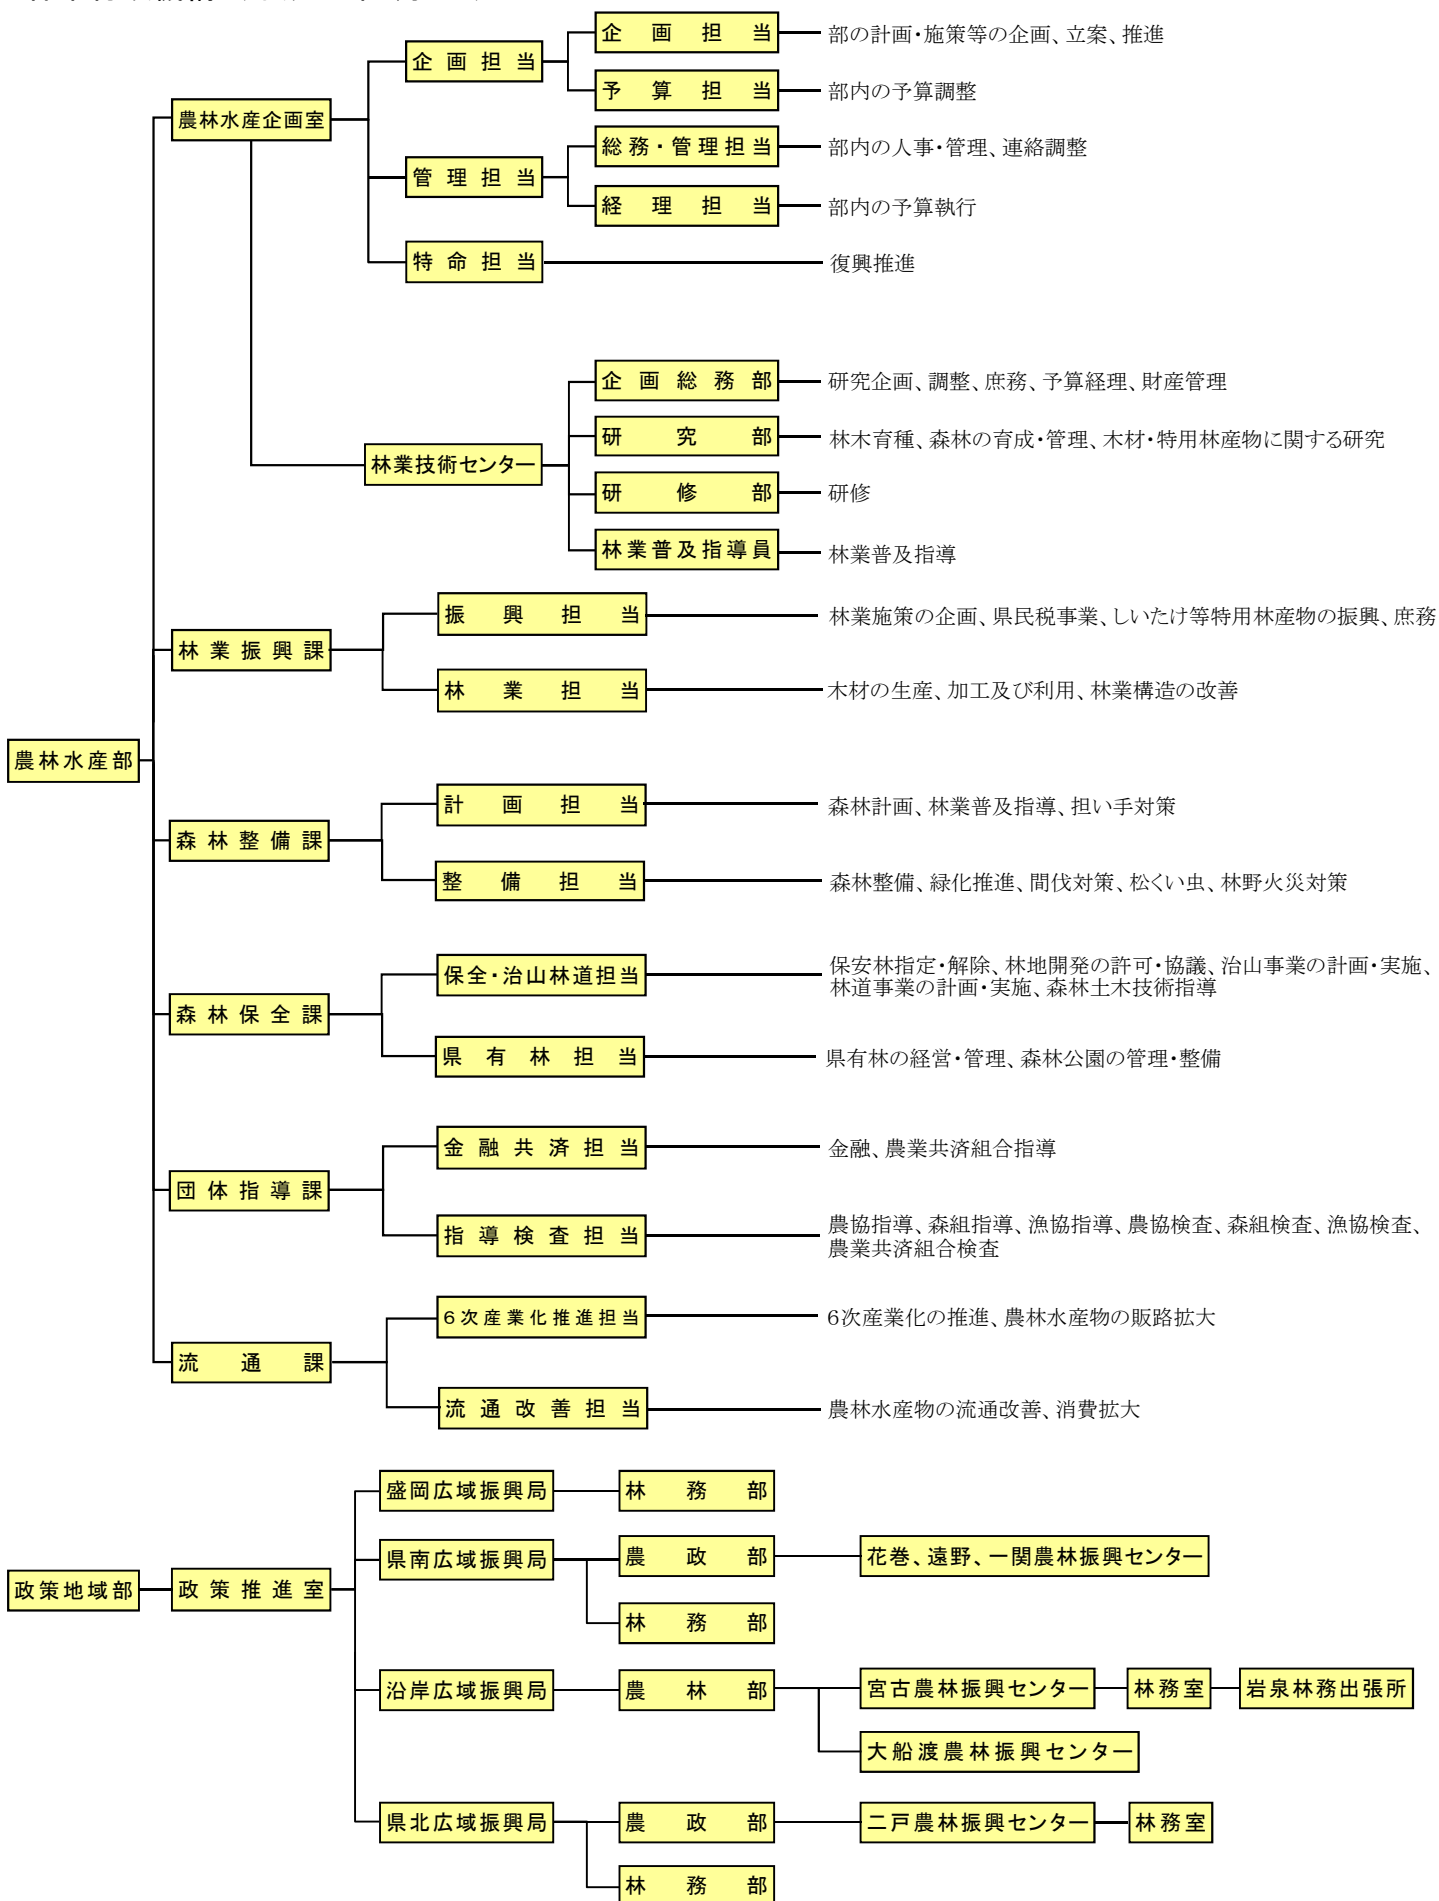 企画担当
部の計画・施策等の企画、立案、推進
企画担当
予算担当
部内の予算調整
農林水産企画室
総務・管理担当
部内の人事・管理、連絡調整
管理担当
経理担当
部内の予算執行
特命担当
復興推進
企画総務部
研究企画、調整、庶務、予算経理、財産管理
研究部
林木育種、森林の育成・管理、木材・特用林産物に関する研究
林業技術センター
研修部
研修
林業普及指導員
林業普及指導
振興担当
林業施策の企画、県民税事業、しいたけ等特用林産物の振興、庶務
林業振興課
林業担当
木材の生産、加工及び利用、林業構造の改善
農林水産部
計画担当
森林計画、林業普及指導、担い手対策
森林整備課
整備担当
森林整備、緑化推進、間伐対策、松くい虫、林野火災対策
保全・治山林道担当
保安林指定・解除、林地開発の許可・協議、治山事業の計画・実施、
林道事業の計画・実施、森林土木技術指導
森林保全課
県有林担当
県有林の経営・管理、森林公園の管理・整備
金融共済担当
金融、農業共済組合指導
団体指導課
指導検査担当
農協指導、森組指導、漁協指導、農協検査、森組検査、漁協検査、
農業共済組合検査
6次産業化推進担当
6次産業化の推進、農林水産物の販路拡大
流通課
流通改善担当
農林水産物の流通改善、消費拡大
盛岡広域振興局
林務部
県南広域振興局
農政部
花巻、遠野、一関農林振興センター
政策地域部
政策推進室
林務部
沿岸広域振興局
農林部
宮古農林振興センター
林務室
岩泉林務出張所
大船渡農林振興センター
県北広域振興局
農政部
二戸農林振興センター
林務室
林務部